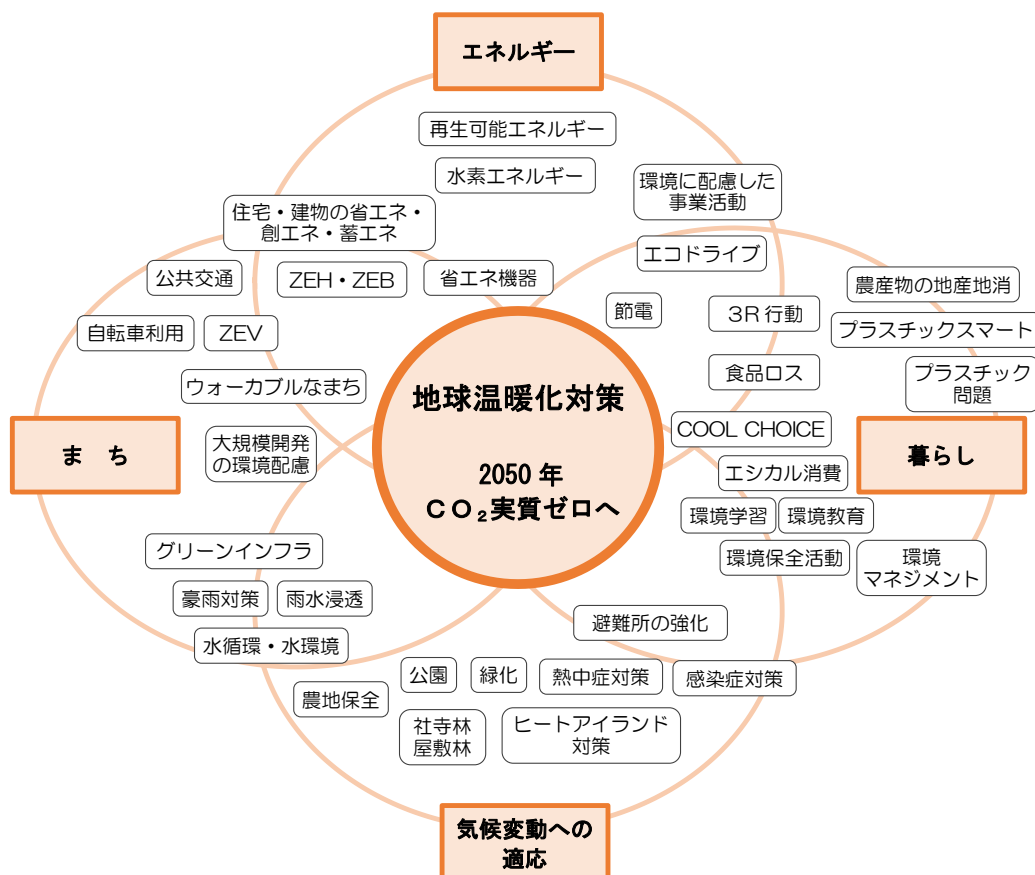 エネルギー
再生可能エネルギー
水素エネルギー
環境に配慮した
事業活動
住宅・建物の省エネ・
創エネ・蓄エネ
エコドライブ
公共交通
ZEH・ZEB
省エネ機器
農産物の地産地消
節電
3R 行動
プラスチックスマート
自転車利用
ZEV
食品ロス
プラスチック
問題
ウォーカブルなまち
地球温暖化対策
2050 年
CO₂実質ゼロへ
COOL CHOICE
大規模開発
の環境配慮
ま ち
暮らし
エシカル消費
環境学習
環境教育
グリーンインフラ
環境保全活動
環境
マネジメント
豪雨対策
雨水浸透
避難所の強化
水循環・水環境
公園
緑化
熱中症対策
感染症対策
農地保全
社寺林
屋敷林
ヒートアイランド
対策
気候変動への
適応